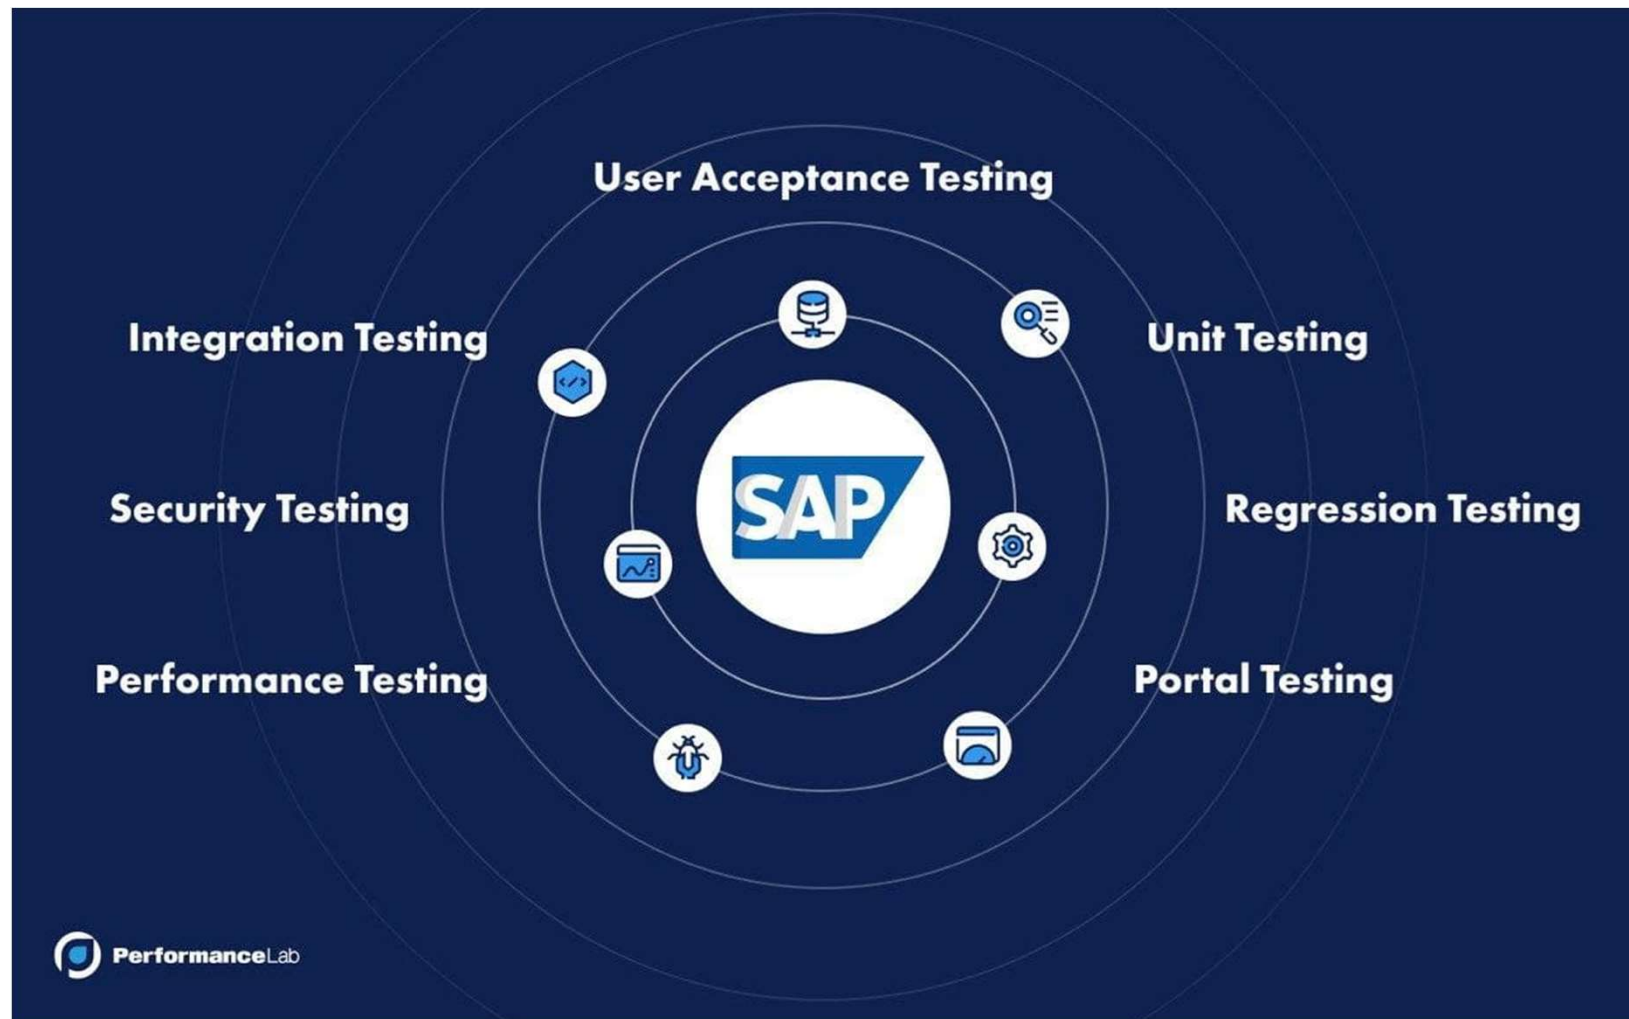 User Acceptance Testing
Integration Testing
Unit Testing
Security Testing
SAP
Regression Testing
Performance Testing
Portal Testing
PerformanceLab